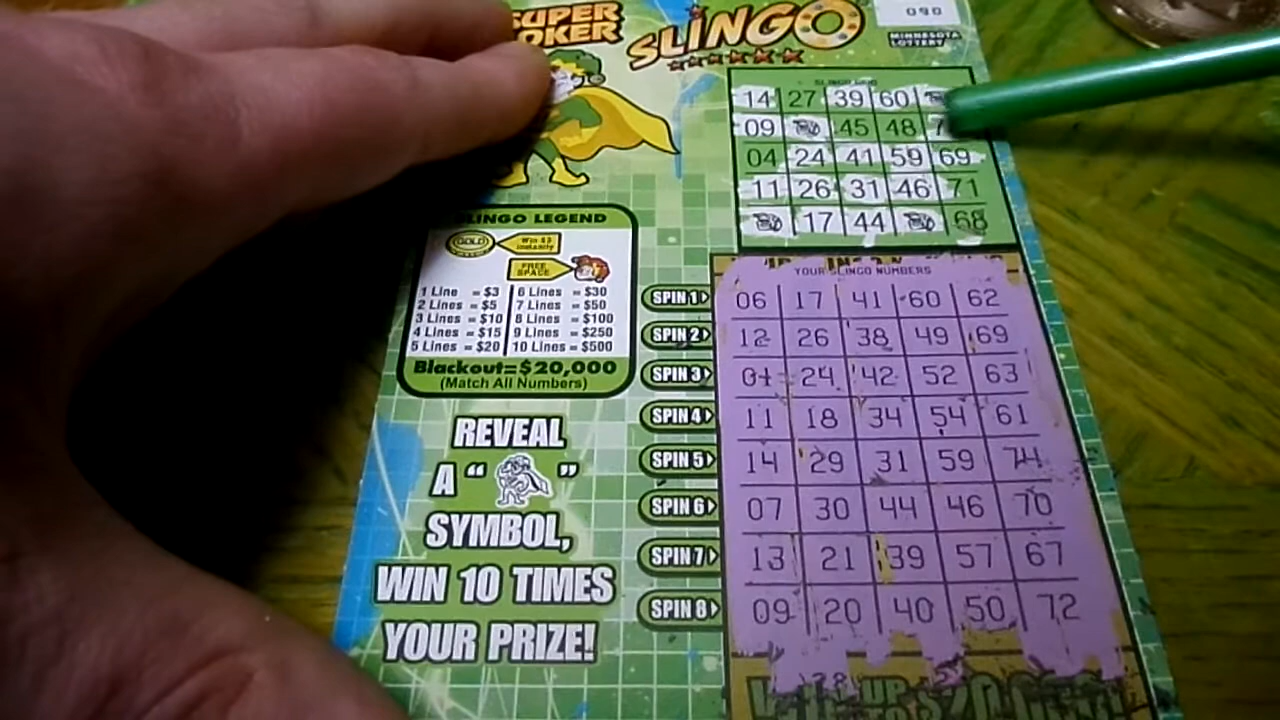 SUPER
JOKER
SLINGO
090
MINNESOTA
LOTTERY
14 27 39 60
09 45 48
04 24 41 59 69
11 26 31 46 71
17 44 68
SLINGO LEGEND
GOLD
Win $3
instantly
FREE
SPACE
1 Line = $3 6 Lines = $30
2 Lines = $5 7 Lines = $50
3 Lines = $10 8 Lines = $100
4 Lines = $15 9 Lines = $250
5 Lines = $20 10 Lines = $500
Blackout=$20,000
(Match All Numbers)
REVEAL
A " "
SYMBOL,
WIN 10 TIMES
YOUR PRIZE!
YOUR SLINGO NUMBERS
SPIN 1 06 17 41 60 62
SPIN 2 12 26 38 49 69
SPIN 3 24 42 52 63
SPIN 4 11 18 34 54 61
SPIN 5 14 29 31 59 74
SPIN 6 07 30 44 46 70
SPIN 7 13 21 39 57 67
SPIN 8 09 20 40 50 72